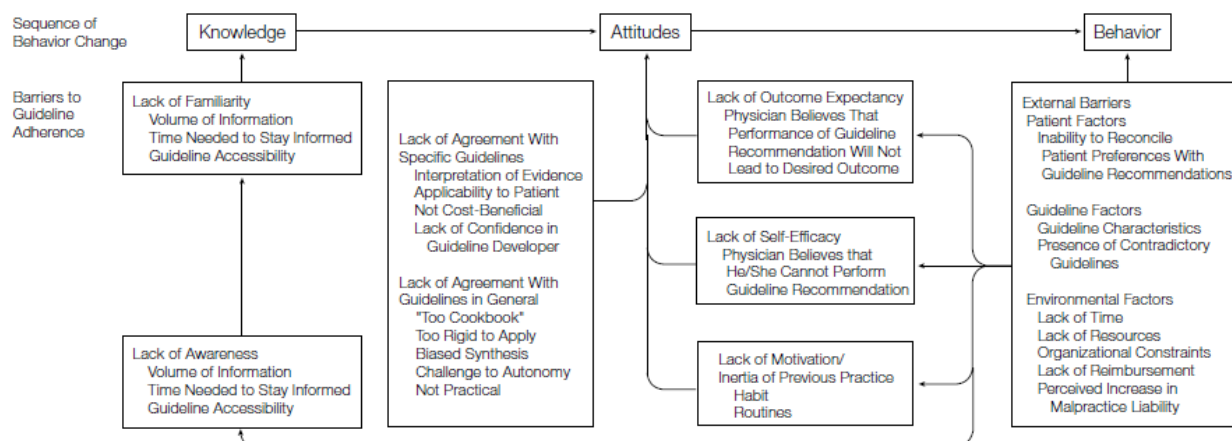 Sequence of
Behavior Change
Knowledge
Attitudes
Behavior
Barriers to
Guideline
Adherence
Lack of Familiarity
Volume of Information
Time Needed to Stay Informed
Guideline Accessibility
Lack of Awareness
Volume of Information
Time Needed to Stay Informed
Guideline Accessibility
Lack of Agreement With
Specific Guidelines
Interpretation of Evidence
Applicability to Patient
Not Cost-Beneficial
Lack of Confidence in
Guideline Developer
Lack of Agreement With
Guidelines in General
"Too Cookbook"
Too Rigid to Apply
Biased Synthesis
Challenge to Autonomy
Not Practical
Lack of Outcome Expectancy
Physician Believes That
Performance of Guideline
Recommendation Will Not
Lead to Desired Outcome
Lack of Self-Efficacy
Physician Believes that
He/She Cannot Perform
Guideline Recommendation
Lack of Motivation/
Inertia of Previous Practice
Habit
Routines
External Barriers
Patient Factors
Inability to Reconcile
Patient Preferences With
Guideline Recommendations
Guideline Factors
Guideline Characteristics
Presence of Contradictory
Guidelines
Environmental Factors
Lack of Time
Lack of Resources
Organizational Constraints
Lack of Reimbursement
Perceived Increase in
Malpractice Liability